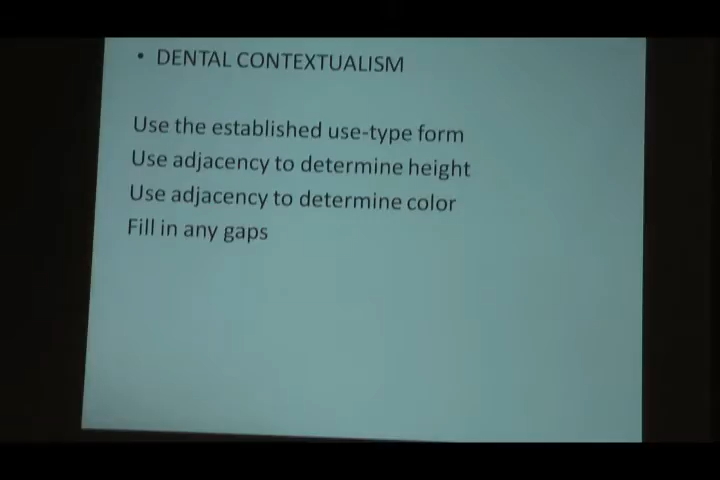 • DENTAL CONTEXTUALISM
Use the established use-type form
Use adjacency to determine height
Use adjacency to determine color
Fill in any gaps